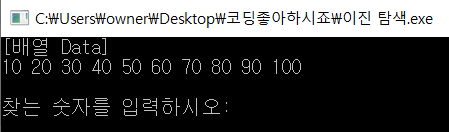 C:₩Users₩owner₩Desktop₩코딩좋아하시죠₩이진 탐색.exe
[배열 Data]
10 20 30 40 50 60 70 80 90 100
찾는 숫자를 입력하시오: